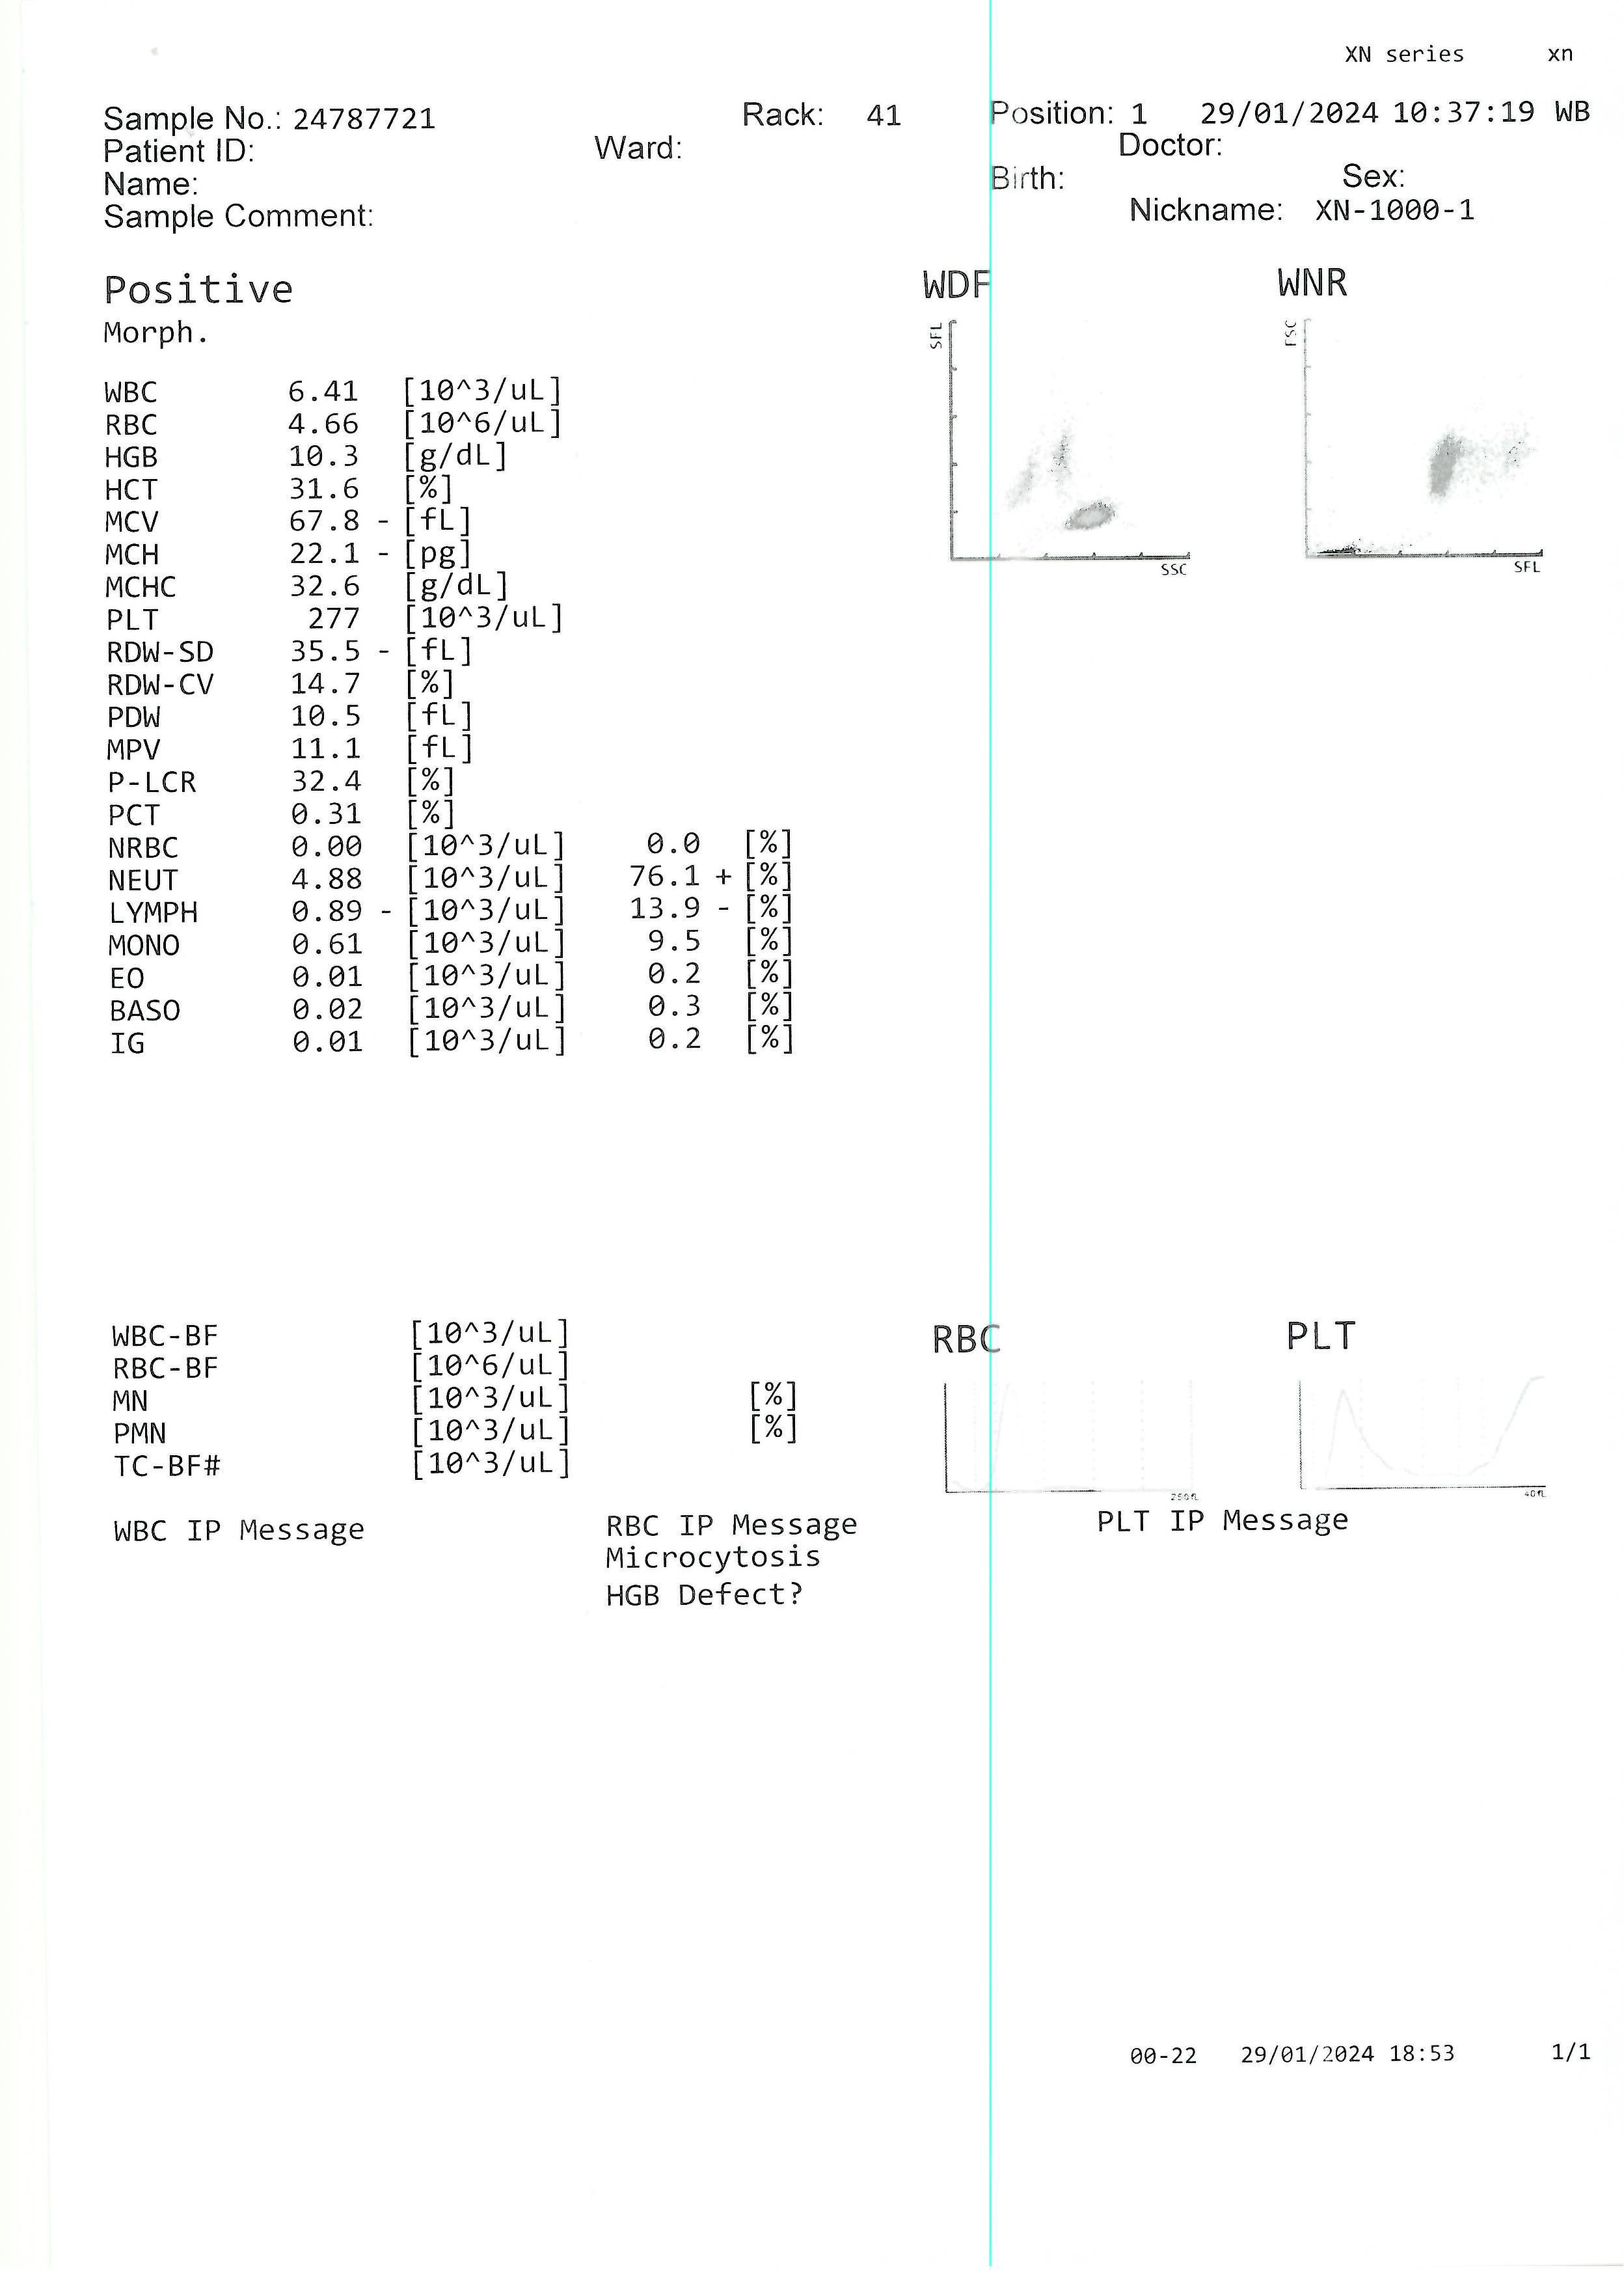 XN series xn
Sample No.: 24787721 Rack: 41 Position: 1 29/01/2024 10:37:19 WB
Patient ID: Ward: Doctor:
Name: Birth: Sex:
Sample Comment: Nickname: XN-1000-1
Positive
Morph.
WDF WNR
SFL FSC
SSC SFL
WBC 6.41 [10^3/uL]
RBC 4.66 [10^6/uL]
HGB 10.3 [g/dL]
HCT 31.6 [%]
MCV 67.8 - [fL]
MCH 22.1 - [pg]
MCHC 32.6 [g/dL]
PLT 277 [10^3/uL]
RDW-SD 35.5 - [fL]
RDW-CV 14.7 [%]
PDW 10.5 [fL]
MPV 11.1 [fL]
P-LCR 32.4 [%]
PCT 0.31 [%]
NRBC 0.00 [10^3/uL] 0.0 [%]
NEUT 4.88 [10^3/uL] 76.1 + [%]
LYMPH 0.89 - [10^3/uL] 13.9 - [%]
MONO 0.61 [10^3/uL] 9.5 [%]
EO 0.01 [10^3/uL] 0.2 [%]
BASO 0.02 [10^3/uL] 0.3 [%]
IG 0.01 [10^3/uL] 0.2 [%]
WBC-BF [10^3/uL]
RBC-BF [10^6/uL]
MN [10^3/uL] [%]
PMN [10^3/uL] [%]
TC-BF# [10^3/uL]
RBC PLT
250fL 40fL
WBC IP Message RBC IP Message PLT IP Message
Microcytosis
HGB Defect?
00-22 29/01/2024 18:53 1/1